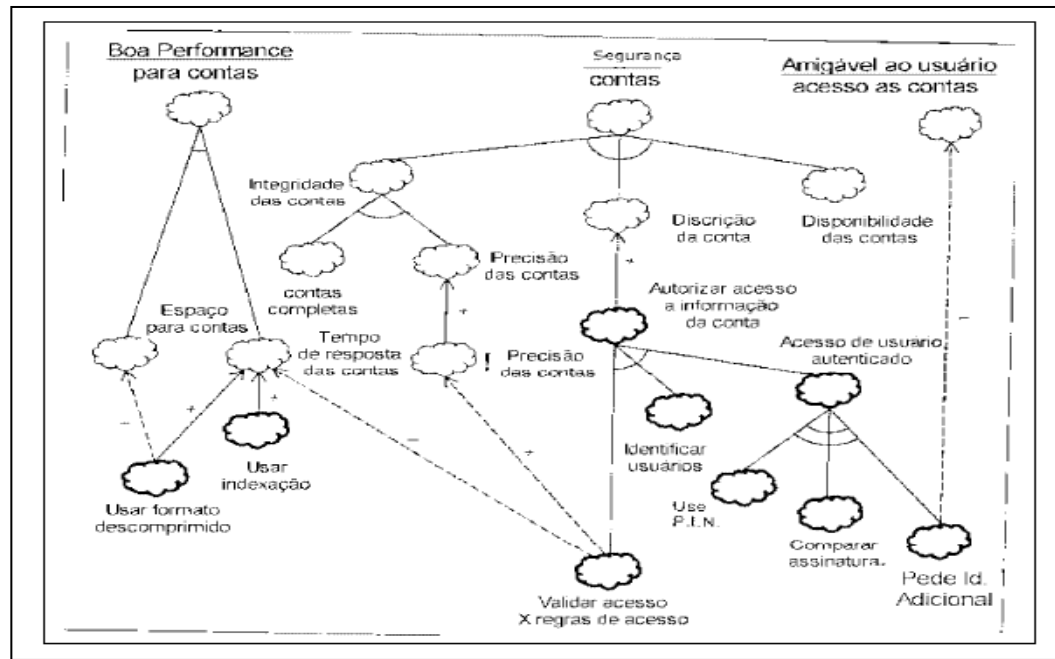 Boa Performance
para contas
Segurança
contas
Amigável ao usuário
acesso as contas
Integridade
das contas
Discrição
da conta
Disponibilidade
das contas
contas
completas
Precisão
das contas
Autorizar acesso
a informação
da conta
Espaço
para contas
Tempo
de resposta
das contas
! Precisão
das contas
Acesso de usuário
autenticado
+
+
+
+
+
-
-
-
-
Usar
indexação
Identificar
usuários
Usar formato
descomprimido
Use
P.I.N.
Comparar
assinatura.
Pede Id.
Adicional
Validar acesso
X regras de acesso